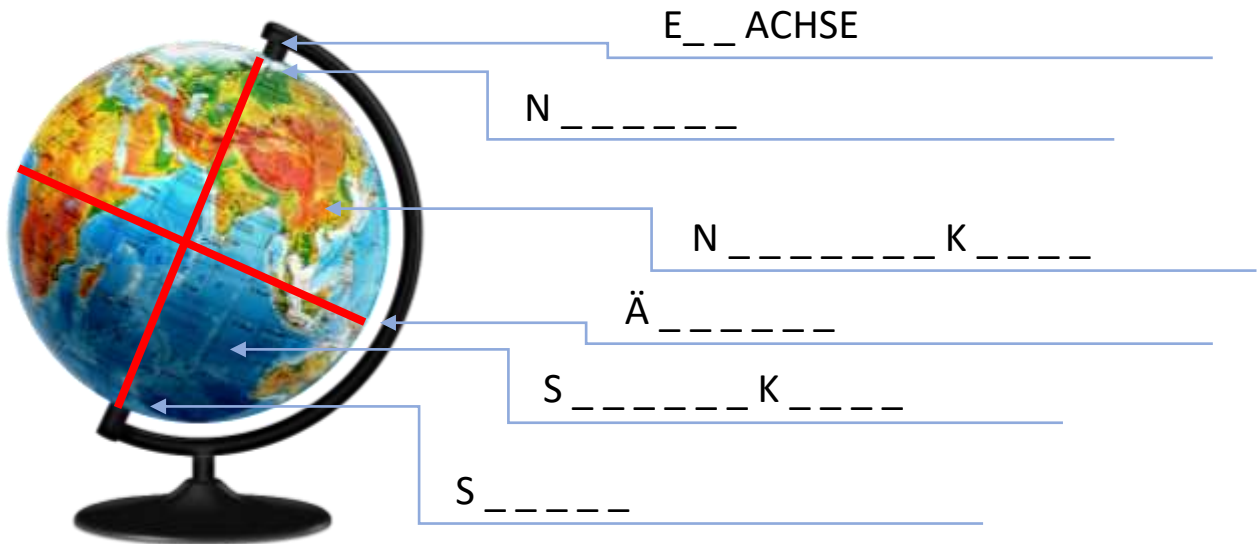 E_ _ ACHSE
N _ _ _ _ _ _
N _ _ _ _ _ _ _ K _ _ _ _
Ä _ _ _ _ _ _
S _ _ _ _ _ _ K _ _ _ _
S _ _ _ _ _